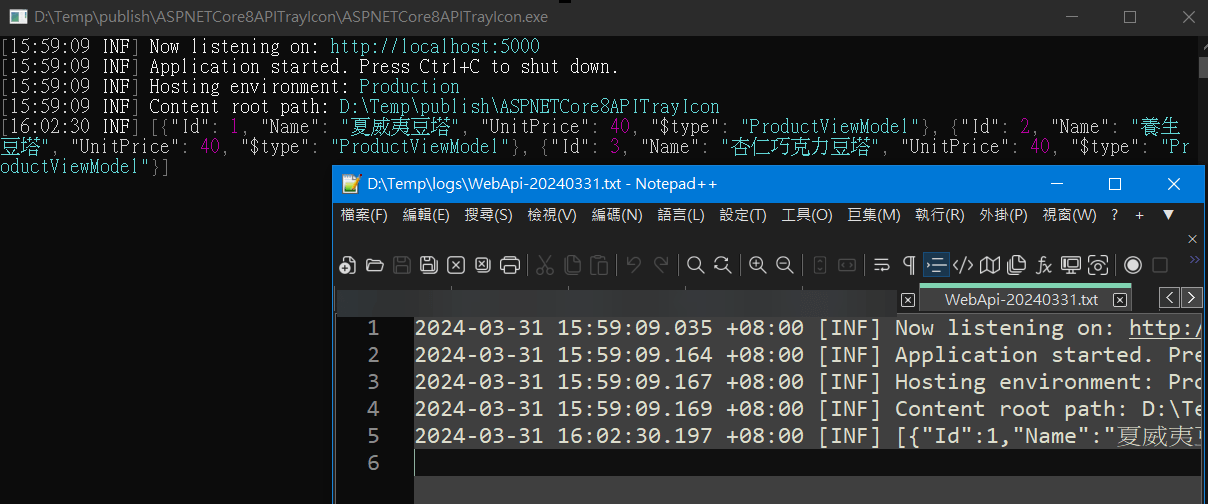 D:\Temp\publish\ASPNETCore8APITrayIcon\ASPNETCore8APITrayIcon.exe
[15:59:09 INF] Now listening on: http://localhost:5000
[15:59:09 INF] Application started. Press Ctrl+C to shut down.
[15:59:09 INF] Hosting environment: Production
[15:59:09 INF] Content root path: D:\Temp\publish\ASPNETCore8APITrayIcon
[16:02:30 INF] [{"Id": 1, "Name": "夏威夷豆塔", "UnitPrice": 40, "$type": "ProductViewModel"}, {"Id": 2, "Name": "養生
豆塔", "UnitPrice": 40, "$type": "ProductViewModel"}, {"Id": 3, "Name": "杏仁巧克力豆塔", "UnitPrice": 40, "$type": "Pr
oductViewModel"}]
D:\Temp\logs\WebApi-20240331.txt - Notepad++
檔案(F) 編輯(E) 搜尋(S) 檢視(V) 編碼(N) 語言(L) 設定(T) 工具(O) 巨集(M) 執行(R) 外掛(P) 視窗(W) ? + ▼
WebApi-20240331.txt
1 2024-03-31 15:59:09.035 +08:00 [INF] Now listening on: http:/
2 2024-03-31 15:59:09.164 +08:00 [INF] Application started. Pre
3 2024-03-31 15:59:09.167 +08:00 [INF] Hosting environment: Pro
4 2024-03-31 15:59:09.169 +08:00 [INF] Content root path: D:\Te
5 2024-03-31 16:02:30.197 +08:00 [INF] [{"Id":1,"Name":"夏威夷豆
6